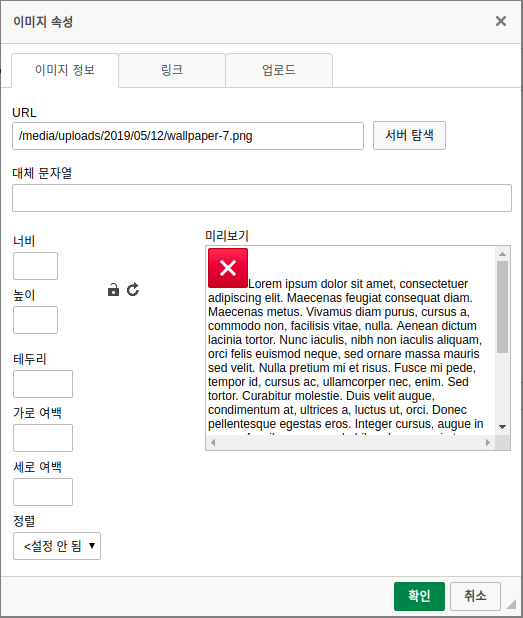 이미지 속성
이미지 정보
링크
업로드
URL
/media/uploads/2019/05/12/wallpaper-7.png
서버 탐색
대체 문자열
너비
높이
테두리
가로 여백
세로 여백
정렬
<설정 안 됨
미리보기
Lorem ipsum dolor sit amet, consectetuer
adipiscing elit. Maecenas feugiat consequat diam.
Maecenas metus. Vivamus diam purus, cursus a,
commodo non, facilisis vitae, nulla. Aenean dictum
lacinia tortor. Nunc iaculis, nibh non iaculis aliquam,
orci felis euismod neque, sed ornare massa mauris
sed velit. Nulla pretium mi et risus. Fusce mi pede,
tempor id, cursus ac, ullamcorper nec, enim. Sed
tortor. Curabitur molestie. Duis velit augue,
condimentum at, ultrices a, luctus ut, orci. Donec
pellentesque egestas eros. Integer cursus, augue in
확인
취소